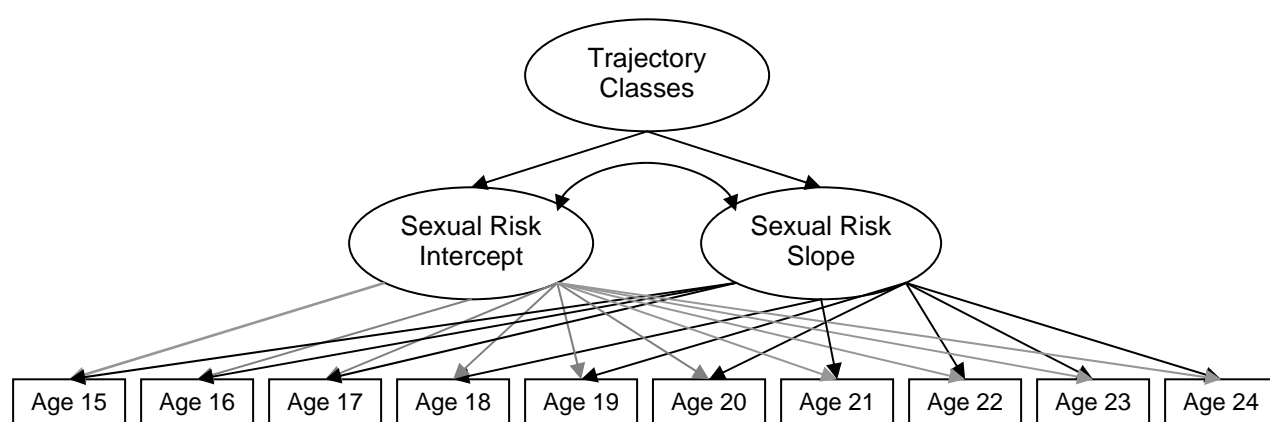 Trajectory
Classes
Sexual Risk
Intercept
Sexual Risk
Slope
Age 15
Age 16
Age 17
Age 18
Age 19
Age 20
Age 21
Age 22
Age 23
Age 24